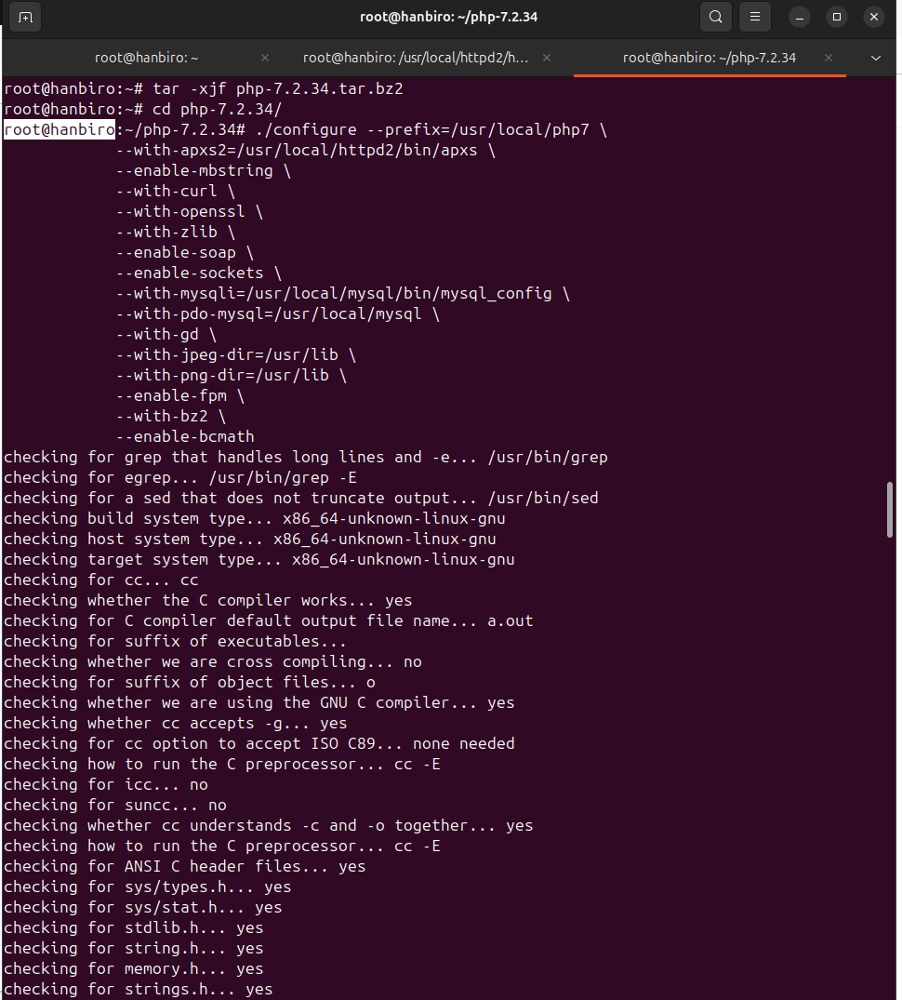 root@hanbiro: ~/php-7.2.34
root@hanbiro: ~
root@hanbiro: /usr/local/httpd2/h...
root@hanbiro: ~/php-7.2.34
root@hanbiro:~# tar -xjf php-7.2.34.tar.bz2
root@hanbiro:~# cd php-7.2.34/
root@hanbiro:~/php-7.2.34# ./configure --prefix=/usr/local/php7 \
--with-apxs2=/usr/local/httpd2/bin/apxs \
--enable-mbstring \
--with-curl \
--with-openssl \
--with-zlib \
--enable-soap \
--enable-sockets \
--with-mysqli=/usr/local/mysql/bin/mysql_config \
--with-pdo-mysql=/usr/local/mysql \
--with-gd \
--with-jpeg-dir=/usr/lib \
--with-png-dir=/usr/lib \
--enable-fpm \
--with-bz2 \
--enable-bcmath
checking for grep that handles long lines and -e... /usr/bin/grep
checking for egrep... /usr/bin/grep -E
checking for a sed that does not truncate output... /usr/bin/sed
checking build system type... x86_64-unknown-linux-gnu
checking host system type... x86_64-unknown-linux-gnu
checking target system type... x86_64-unknown-linux-gnu
checking for cc... cc
checking whether the C compiler works... yes
checking for C compiler default output file name... a.out
checking for suffix of executables...
checking whether we are cross compiling... no
checking for suffix of object files... o
checking whether we are using the GNU C compiler... yes
checking whether cc accepts -g... yes
checking for cc option to accept ISO C89... none needed
checking how to run the C preprocessor... cc -E
checking for icc... no
checking for suncc... no
checking whether cc understands -c and -o together... yes
checking how to run the C preprocessor... cc -E
checking for ANSI C header files... yes
checking for sys/types.h... yes
checking for sys/stat.h... yes
checking for stdlib.h... yes
checking for string.h... yes
checking for memory.h... yes
checking for strings.h... yes